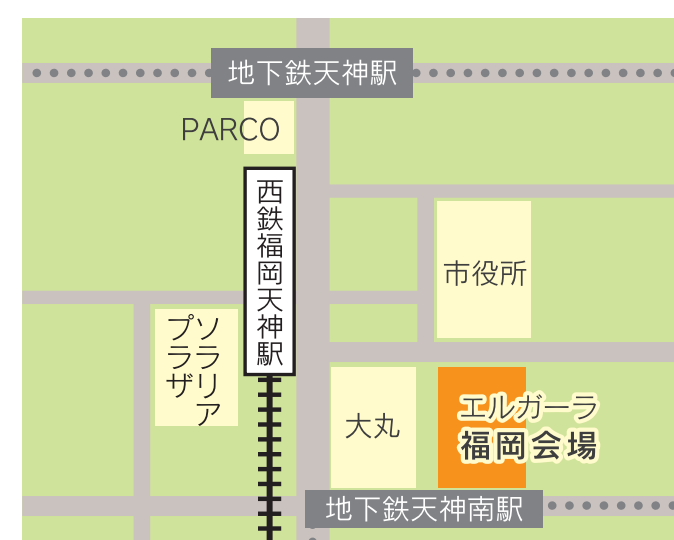 地下鉄天神駅
PARCO
西鉄福岡天神駅
市役所
ソラリア
プラザ
大丸
エルガーラ
福岡会場
地下鉄天神南駅